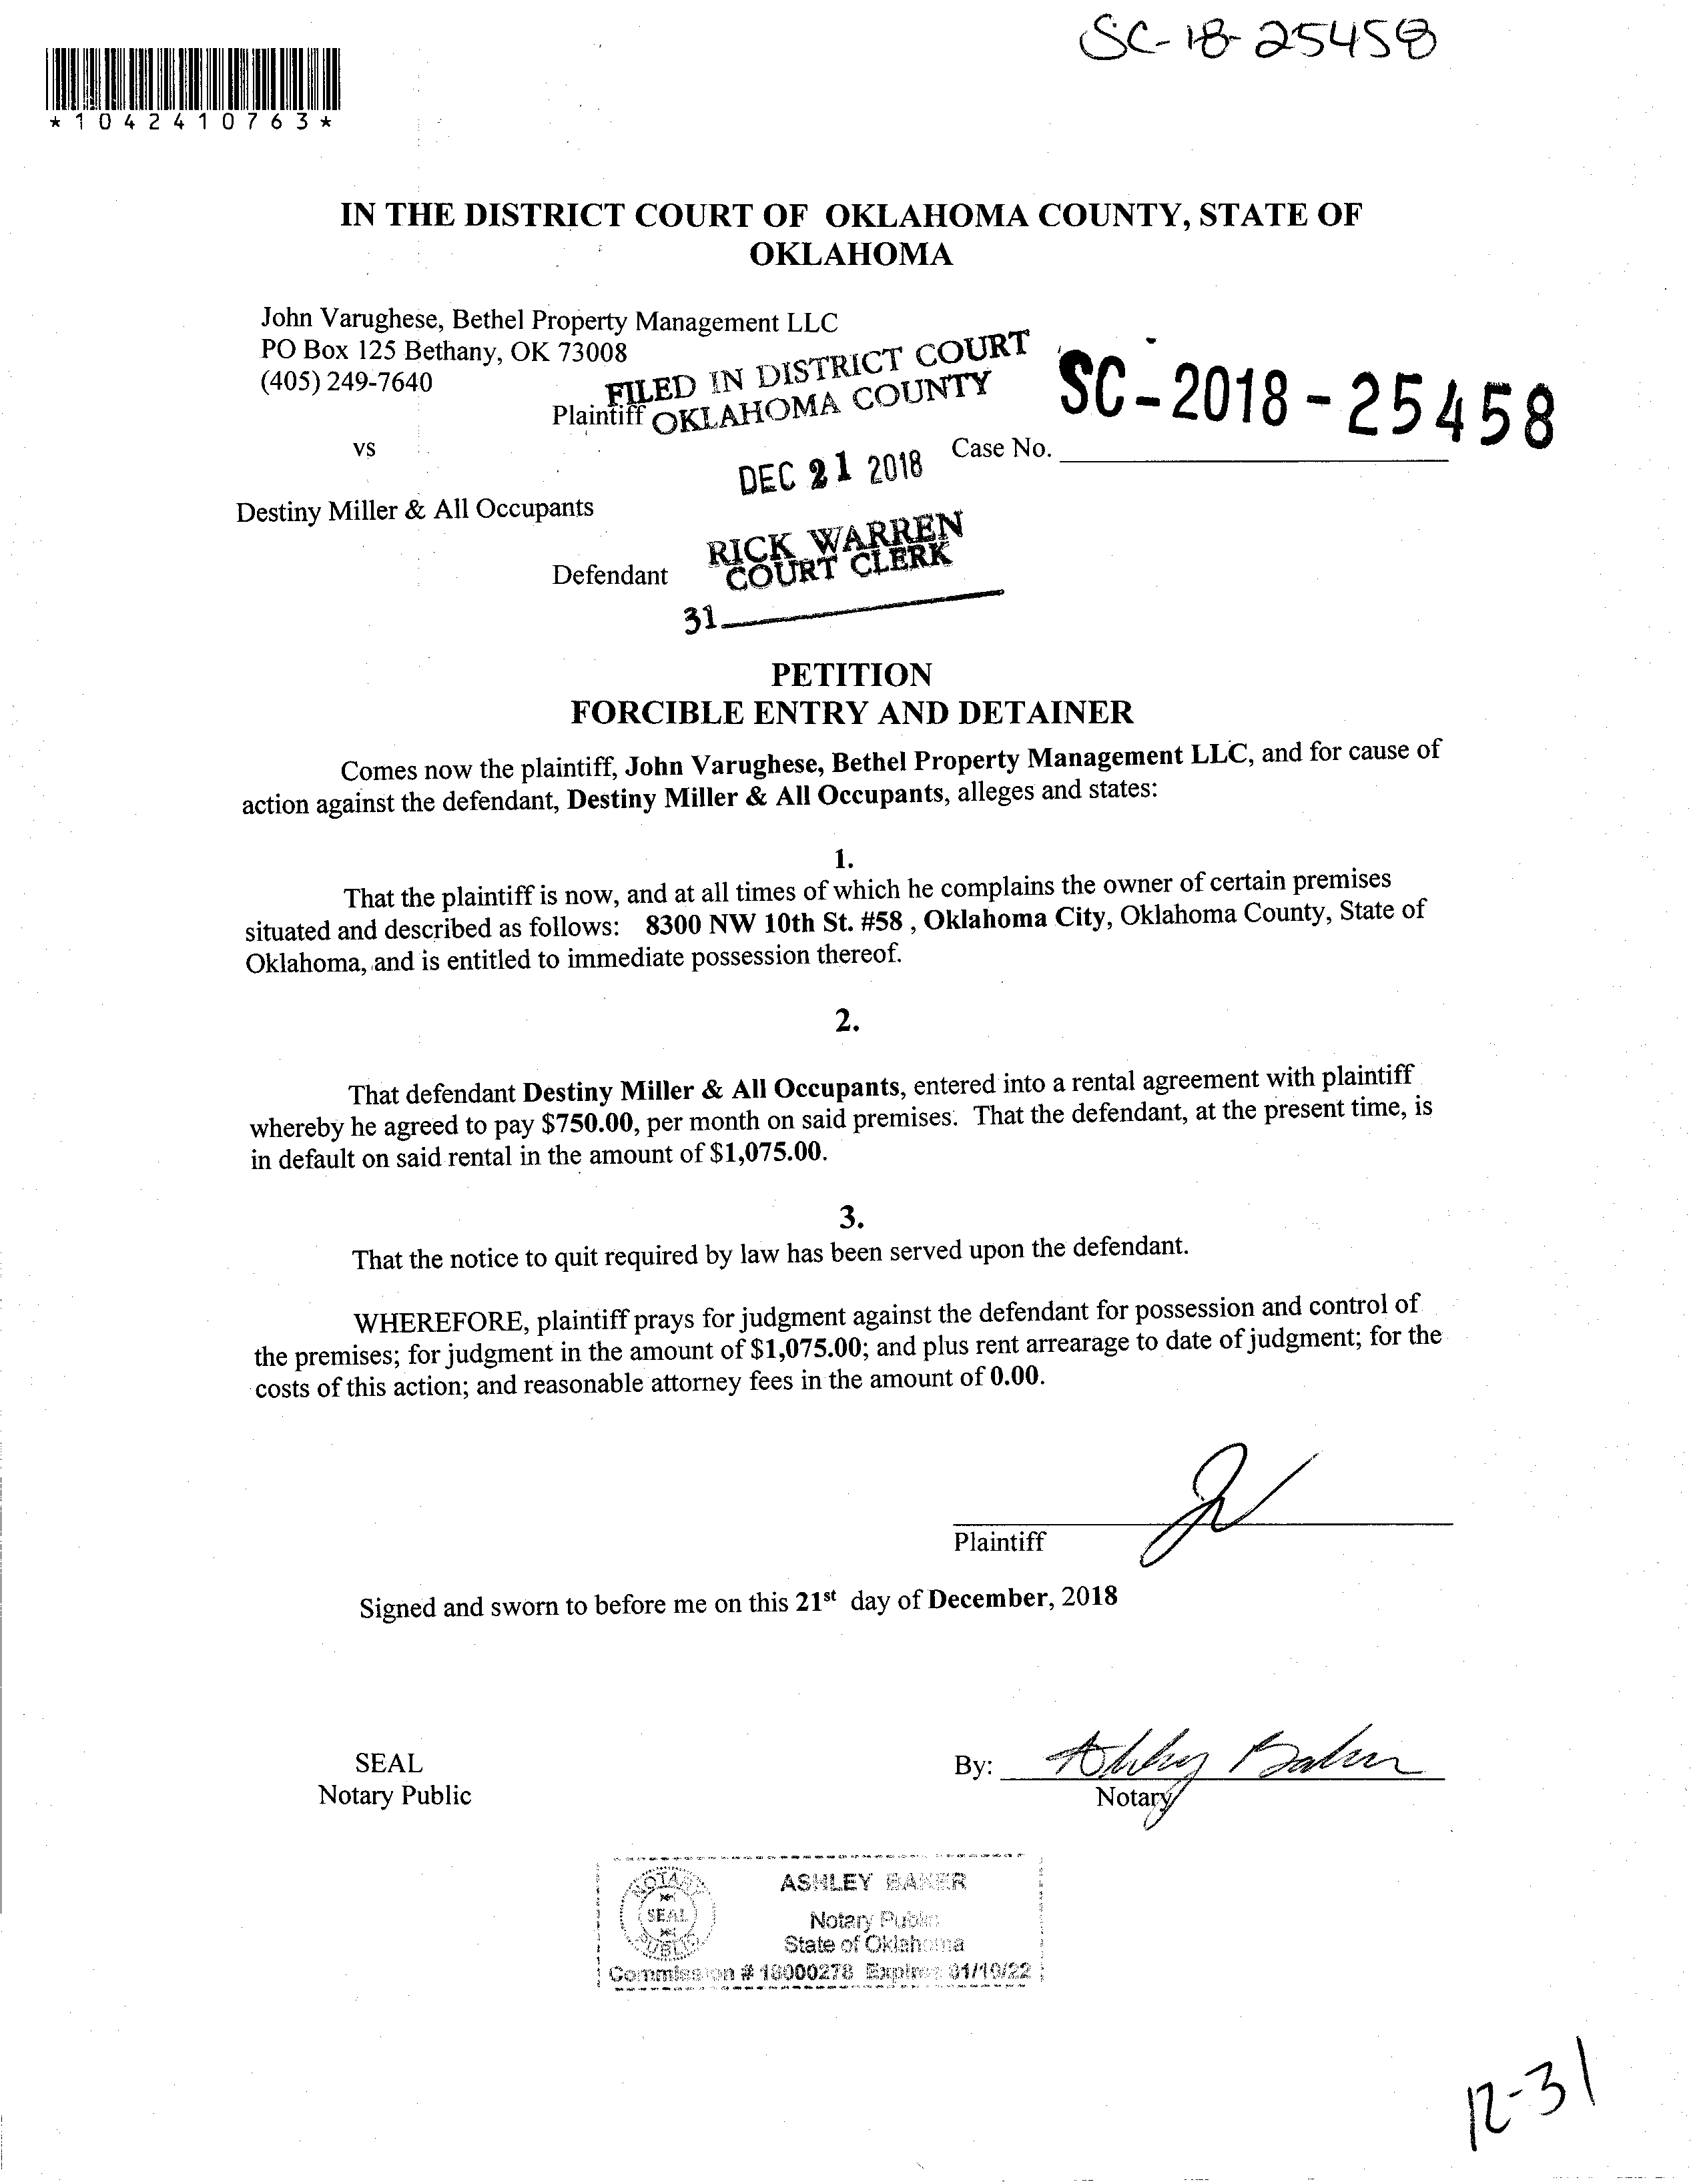 SC-18-25458
*1042410763*
IN THE DISTRICT COURT OF OKLAHOMA COUNTY, STATE OF
OKLAHOMA
John Varughese, Bethel Property Management LLC
PO Box 125 Bethany, OK 73008
(405) 249-7640
Plaintiff
FILED IN DISTRICT COURT
OKLAHOMA COUNTY
SC-2018-25458
vs
DEC 21 2018
Case No.
Destiny Miller & All Occupants
RICK WARREN
COURT CLERK
Defendant
31
PETITION
FORCIBLE ENTRY AND DETAINER
Comes now the plaintiff, John Varughese, Bethel Property Management LLC, and for cause of
action against the defendant, Destiny Miller & All Occupants, alleges and states:
1.
That the plaintiff is now, and at all times of which he complains the owner of certain premises
situated and described as follows: 8300 NW 10th St. #58 , Oklahoma City, Oklahoma County, State of
Oklahoma, and is entitled to immediate possession thereof.
2.
That defendant Destiny Miller & All Occupants, entered into a rental agreement with plaintiff
whereby he agreed to pay $750.00, per month on said premises. That the defendant, at the present time, is
in default on said rental in the amount of $1,075.00.
3.
That the notice to quit required by law has been served upon the defendant.
WHEREFORE, plaintiff prays for judgment against the defendant for possession and control of
the premises; for judgment in the amount of $1,075.00; and plus rent arrearage to date of judgment; for the
costs of this action; and reasonable attorney fees in the amount of 0.00.
Plaintiff
Signed and sworn to before me on this 21st day of December, 2018
SEAL
Notary Public
By: Ashley Baker
Notary
NOTARY
SEAL
PUBLIC
ASHLEY BAKER
Notary Public
State of Oklahoma
Commission # 18000278 Expires 01/10/22
12-31